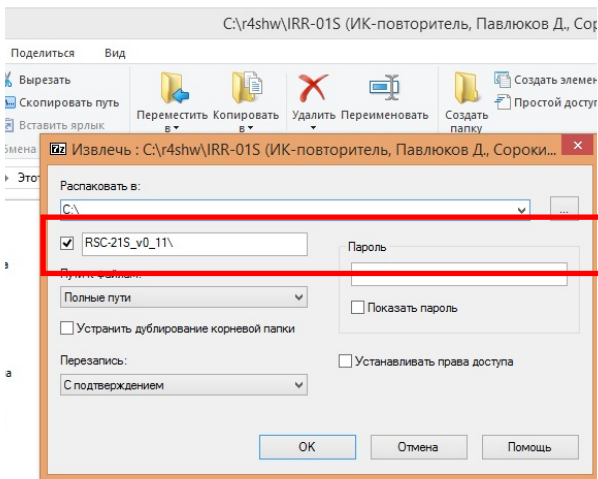 C:\r4shw\IRR-01S (ИК-повторитель, Павлюков Д., Сор
Поделиться Вид
Вырезать
Скопировать путь
Вставить ярлык
Переместить в
Копировать в
Удалить
Переименовать
Создать папку
Создать элемен
Простой досту
7z Извлечь : C:\r4shw\IRR-01S (ИК-повторитель, Павлюков Д., Сороки...
Распаковать в:
C:\
...
RSC-21S_v0_11\
Пароль
Пути к файлам:
Полные пути
Показать пароль
Устранить дублирование корневой папки
Перезапись:
Устанавливать права доступа
С подтверждением
OK Отмена Помощь